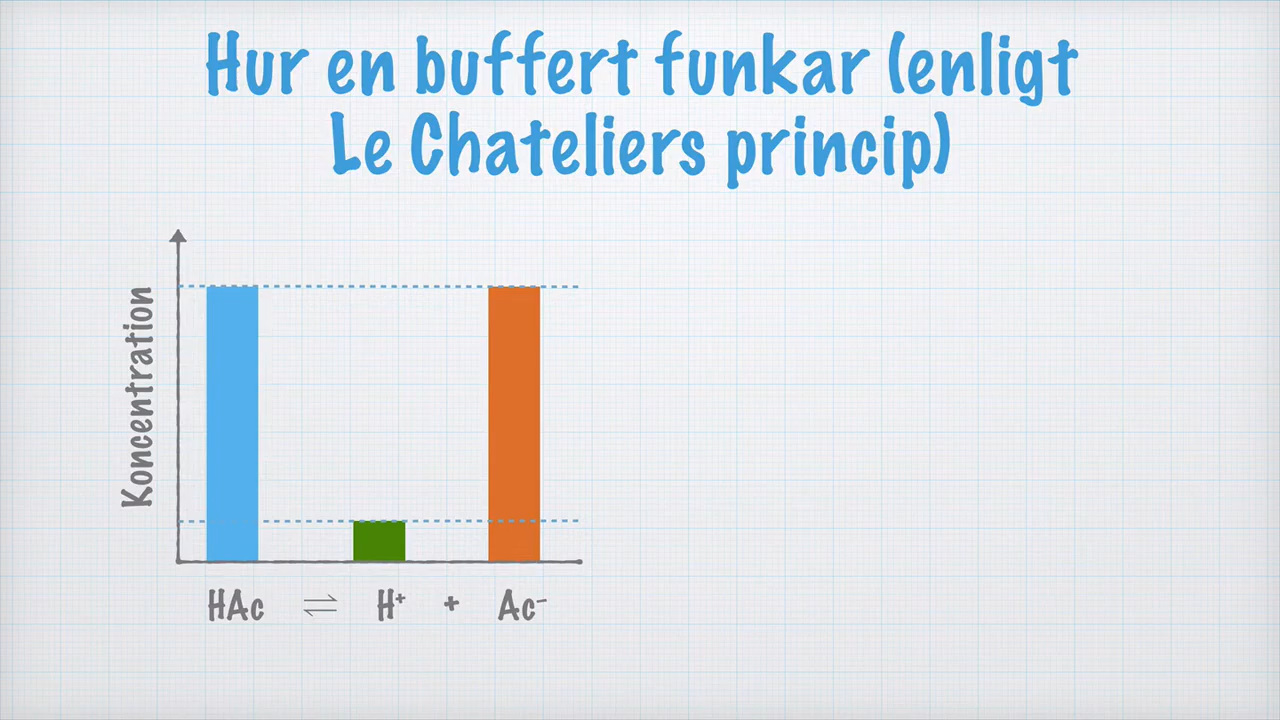 Hur en buffert funkar (enligt
Le Chateliers princip)
Koncentration
HAc ⇌ H⁺ + Ac⁻